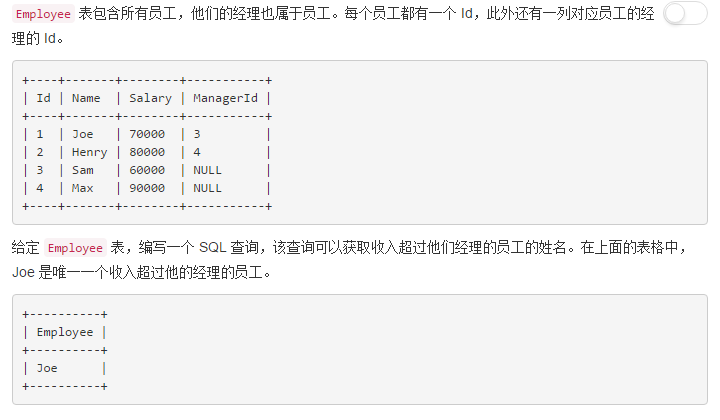 Employee 表包含所有员工，他们的经理也属于员工。每个员工都有一个 Id，此外还有一列对应员工的经
理的 Id。
+----+-------+--------+-----------+
| Id | Name  | Salary | ManagerId |
+----+-------+--------+-----------+
| 1  | Joe   | 70000  | 3         |
| 2  | Henry | 80000  | 4         |
| 3  | Sam   | 60000  | NULL      |
| 4  | Max   | 90000  | NULL      |
+----+-------+--------+-----------+
给定 Employee 表，编写一个 SQL 查询，该查询可以获取收入超过他们经理的员工的姓名。在上面的表格中，
Joe 是唯一一个收入超过他的经理的员工。
+----------+
| Employee |
+----------+
| Joe      |
+----------+